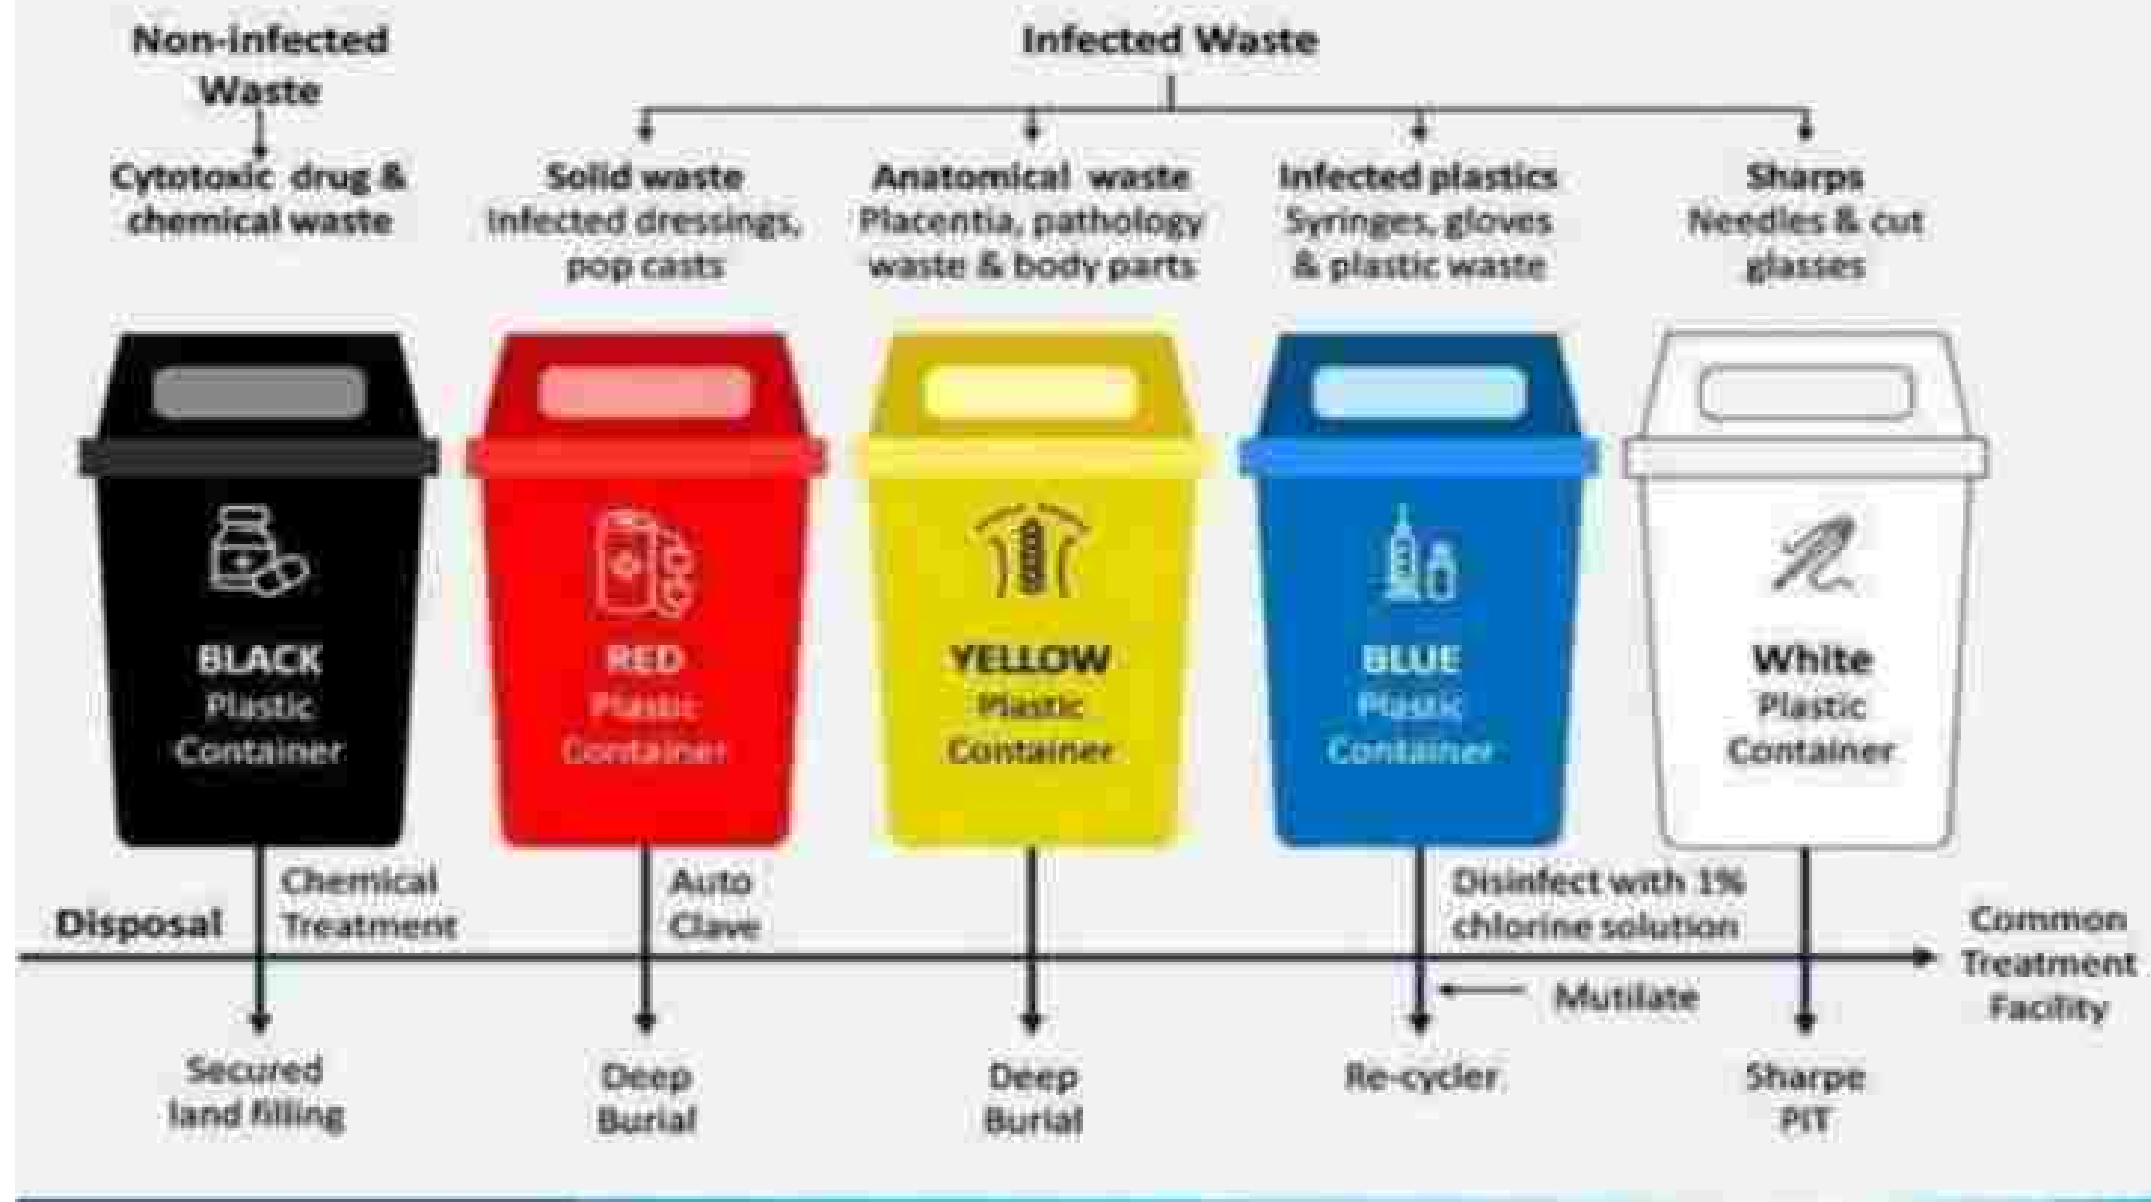 Non-infected
Waste
Infected Waste
Cytotoxic drug &
chemical waste
Solid waste
Infected dressings,
pop casts
Anatomical waste
Placentia, pathology
waste & body parts
Infected plastics
Syringes, gloves
& plastic waste
Sharps
Needles & cut
glasses
BLACK
Plastic
Container
RED
Plastic
Container
YELLOW
Plastic
Container
BLUE
Plastic
Container
White
Plastic
Container
Disposal
Chemical
Treatment
Auto
Clave
Disinfect with 1%
chlorine solution
Mutilate
Common
Treatment
Facility
Secured
land filling
Deep
Burial
Deep
Burial
Re-cycler
Sharpe
PIT